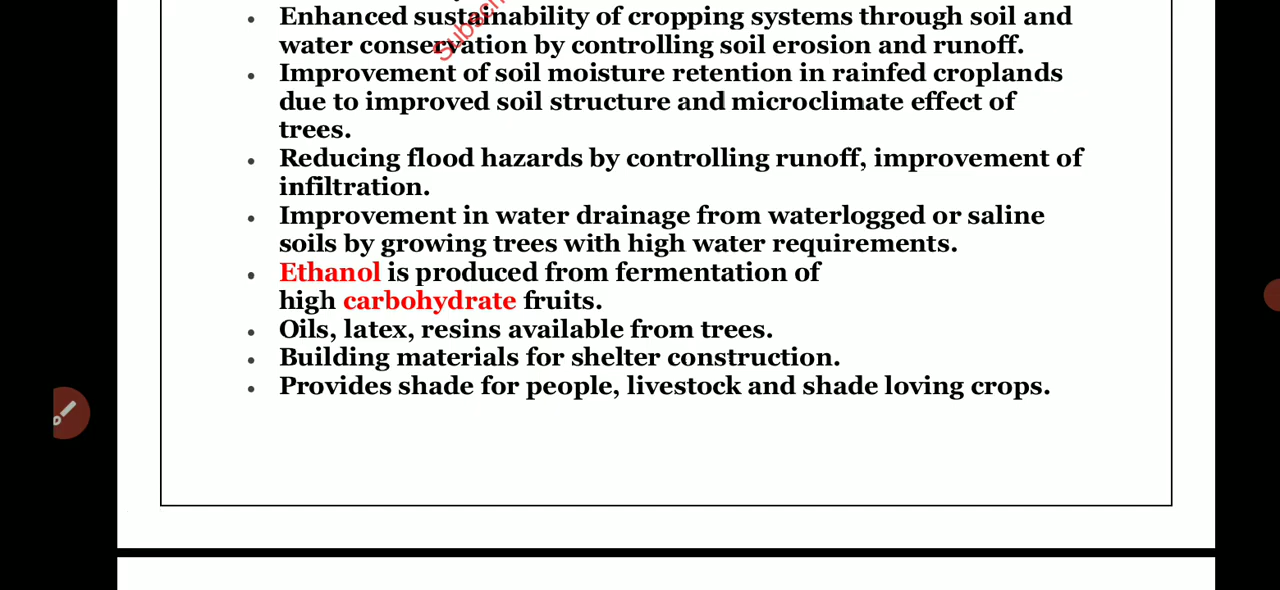 Enhanced sustainability of cropping systems through soil and
water conservation by controlling soil erosion and runoff.
Improvement of soil moisture retention in rainfed croplands
due to improved soil structure and microclimate effect of
trees.
Reducing flood hazards by controlling runoff, improvement of
infiltration.
Improvement in water drainage from waterlogged or saline
soils by growing trees with high water requirements.
Ethanol is produced from fermentation of
high carbohydrate fruits.
Oils, latex, resins available from trees.
Building materials for shelter construction.
Provides shade for people, livestock and shade loving crops.